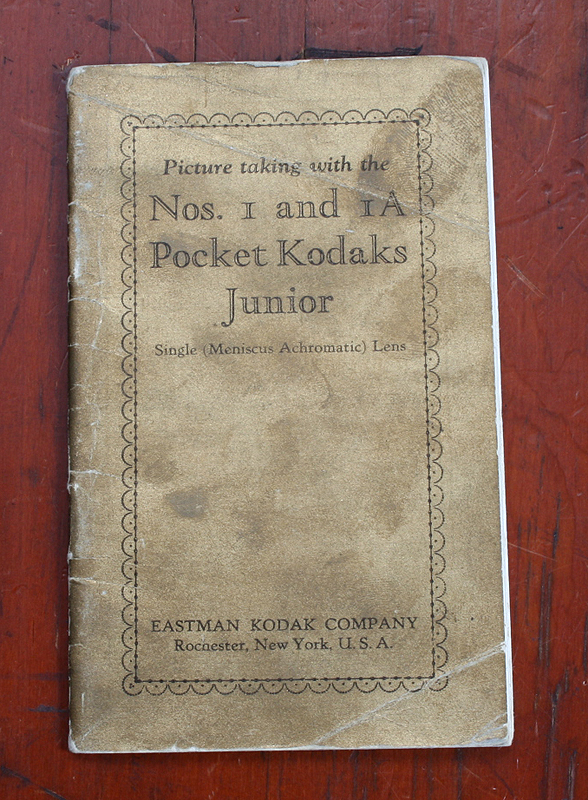 Picture taking with the
Nos. 1 and 1A
Pocket Kodaks
Junior
Single (Meniscus Achromatic) Lens
EASTMAN KODAK COMPANY
Rochester, New York, U. S. A.